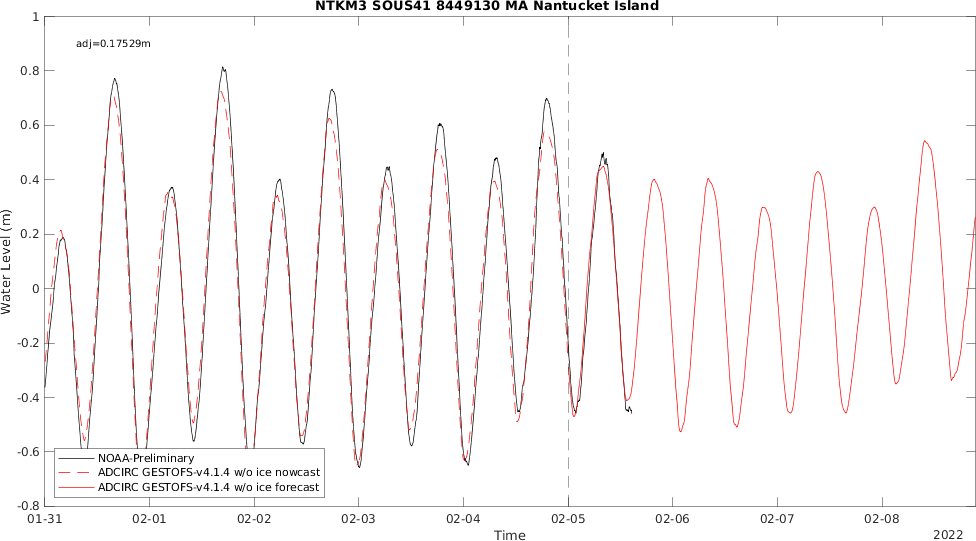 NTKM3 SOUS41 8449130 MA Nantucket Island
1
adj=0.17529m
0.8
0.6
0.4
0.2
0
-0.2
-0.4
-0.6
-0.8
Water Level (m)
NOAA-Preliminary
ADCIRC GESTOFS-v4.1.4 w/o ice nowcast
ADCIRC GESTOFS-v4.1.4 w/o ice forecast
01-31 02-01 02-02 02-03 02-04 02-05 02-06 02-07 02-08
Time
2022